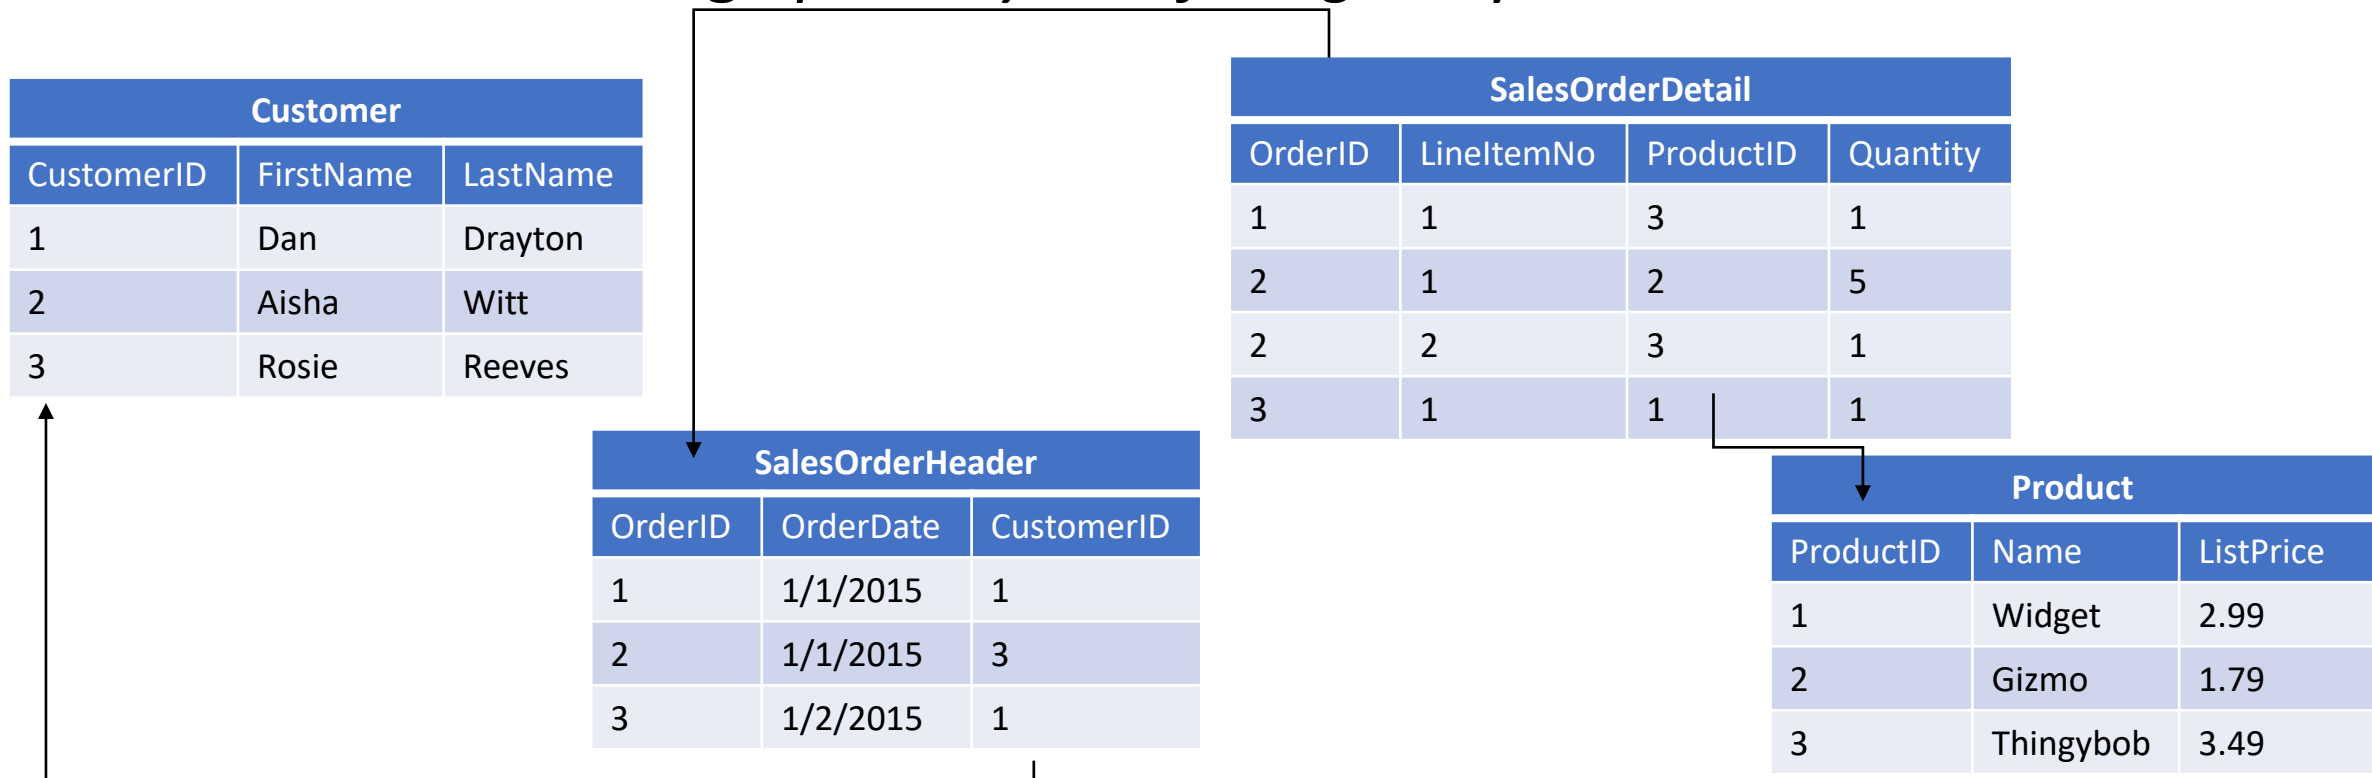 Customer
CustomerID FirstName LastName
1 Dan Drayton
2 Aisha Witt
3 Rosie Reeves
SalesOrderDetail
OrderID LineItemNo ProductID Quantity
1 1 3 1
2 1 2 5
2 2 3 1
3 1 1 1
SalesOrderHeader
OrderID OrderDate CustomerID
1 1/1/2015 1
2 1/1/2015 3
3 1/2/2015 1
Product
ProductID Name ListPrice
1 Widget 2.99
2 Gizmo 1.79
3 Thingybob 3.49